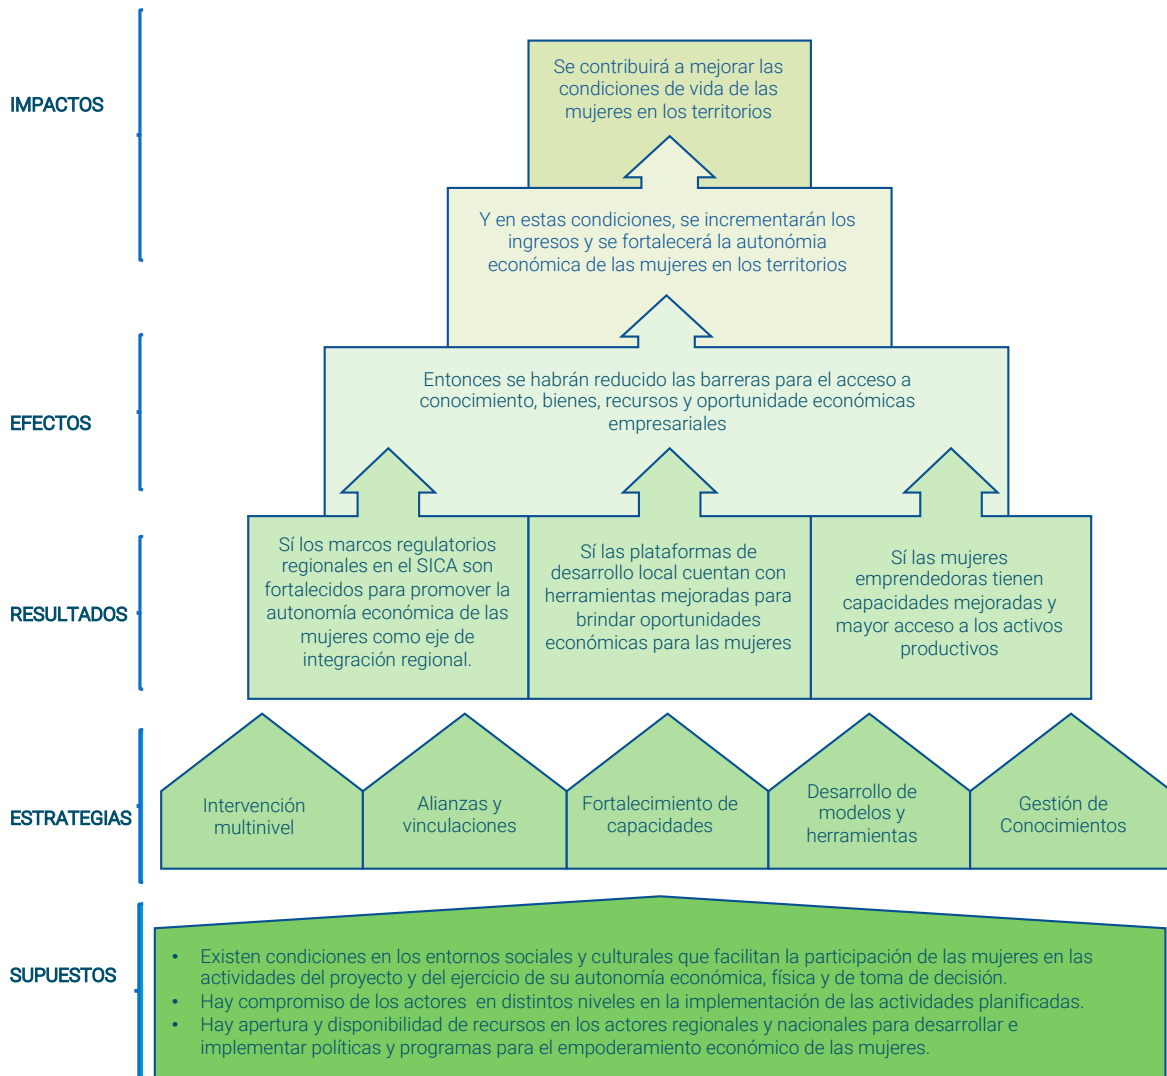 IMPACTOS
Se contribuirá a mejorar las
condiciones de vida de las
mujeres en los territorios
Y en estas condiciones, se incrementarán los
ingresos y se fortalecerá la autonómia
económica de las mujeres en los territorios
EFECTOS
Entonces se habrán reducido las barreras para el acceso a
conocimiento, bienes, recursos y oportunidade económicas
empresariales
RESULTADOS
Sí los marcos regulatorios
regionales en el SICA son
fortalecidos para promover la
autonomía económica de las
mujeres como eje de
integración regional.
Sí las plataformas de
desarrollo local cuentan con
herramientas mejoradas para
brindar oportunidades
económicas para las mujeres
Sí las mujeres
emprendedoras tienen
capacidades mejoradas y
mayor acceso a los activos
productivos
ESTRATEGIAS
Intervención
multinivel
Alianzas y
vinculaciones
Fortalecimiento de
capacidades
Desarrollo de
modelos y
herramientas
Gestión de
Conocimientos
SUPUESTOS
• Existen condiciones en los entornos sociales y culturales que facilitan la participación de las mujeres en las
actividades del proyecto y del ejercicio de su autonomía económica, física y de toma de decisión.
• Hay compromiso de los actores en distintos niveles en la implementación de las actividades planificadas.
• Hay apertura y disponibilidad de recursos en los actores regionales y nacionales para desarrollar e
implementar políticas y programas para el empoderamiento económico de las mujeres.